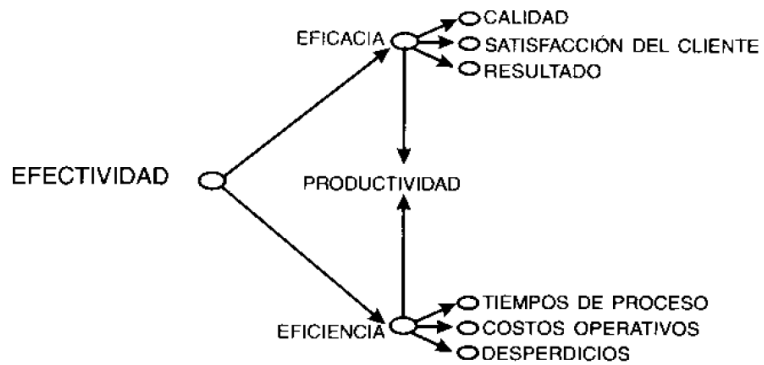 EFICACIA
CALIDAD
SATISFACCIÓN DEL CLIENTE
RESULTADO
EFECTIVIDAD
PRODUCTIVIDAD
EFICIENCIA
TIEMPOS DE PROCESO
COSTOS OPERATIVOS
DESPERDICIOS